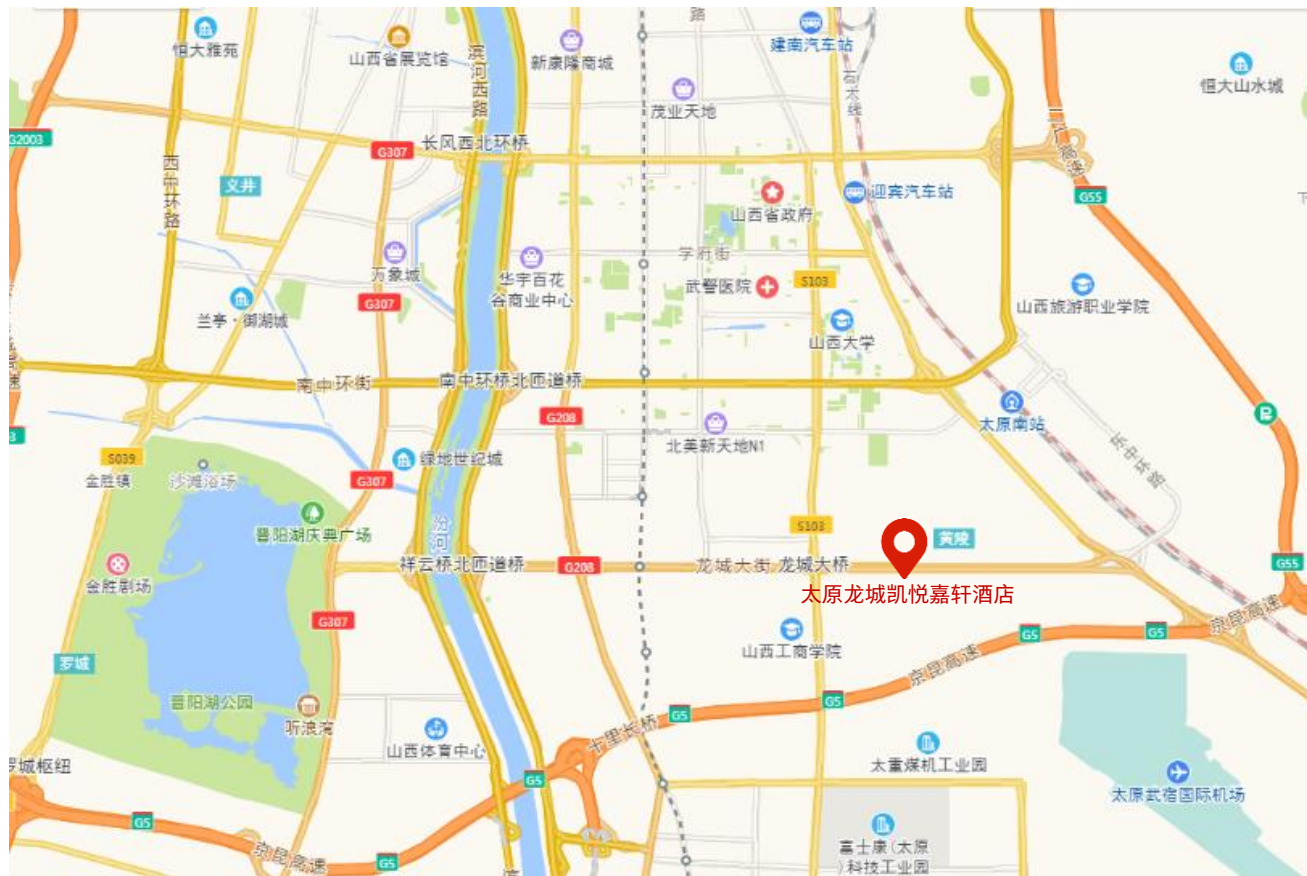 路
恒大雅苑
山西省展览馆
滨河西路
新康隆商城
建南汽车站
石太线
恒大山水城
茂业天地
G2003
长风西北环桥
G307
二广高速
西中环路
义井
山西省政府
迎宾汽车站
G55
下
万象城
华宇百花
谷商业中心
学府街
武警医院
S103
G307
山西旅游职业学院
兰亭·御湖城
山西大学
高速
南中环街
南中环桥北匝道桥
G208
太原南站
北美新天地N1
东中环路
S039
金胜镇
沙滩浴场
绿地世纪城
G307
晋阳湖庆典广场
汾河
S103
黄陵
金胜剧场
祥云桥北匝道桥
G208
龙城大街
龙城大桥
G55
太原龙城凯悦嘉轩酒店
G307
山西工商学院
G5
G5
京昆高速
罗城
京昆高速
晋阳湖公园
听浪湾
G5
G5
十里长桥
山西体育中心
太重煤机工业园
罗城枢纽
G5
太原武宿国际机场
G5
京昆高速
G5
富士康(太原
)科技工业园
滨